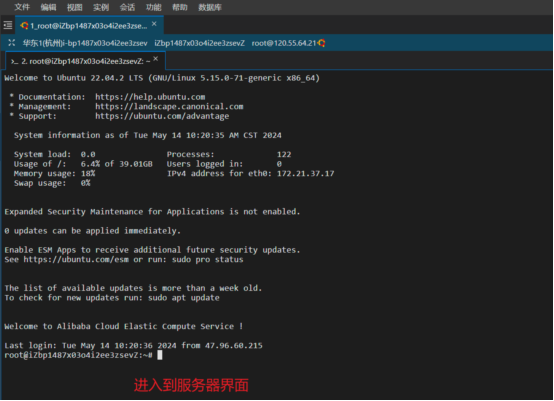 文件 编辑 视图 实例 会话 功能 帮助 数据库
1_root@iZbp1487x03o4i2ee3zse... ×
华东1(杭州)i-bp1487x03o4i2ee3zsev iZbp1487x03o4i2ee3zsevZ root@120.55.64.21
>_ 2. root@iZbp1487x03o4i2ee3zsevZ: ~ ×
Welcome to Ubuntu 22.04.2 LTS (GNU/Linux 5.15.0-71-generic x86_64)
* Documentation: https://help.ubuntu.com
* Management: https://landscape.canonical.com
* Support: https://ubuntu.com/advantage
System information as of Tue May 14 10:20:35 AM CST 2024
System load: 0.0 Processes: 122
Usage of /: 6.4% of 39.01GB Users logged in: 0
Memory usage: 18% IPv4 address for eth0: 172.21.37.17
Swap usage: 0%
Expanded Security Maintenance for Applications is not enabled.
0 updates can be applied immediately.
Enable ESM Apps to receive additional future security updates.
See https://ubuntu.com/esm or run: sudo pro status
The list of available updates is more than a week old.
To check for new updates run: sudo apt update
Welcome to Alibaba Cloud Elastic Compute Service !
Last login: Tue May 14 10:20:36 2024 from 47.96.60.215
root@iZbp1487x03o4i2ee3zsevZ:~#
进入到服务器界面